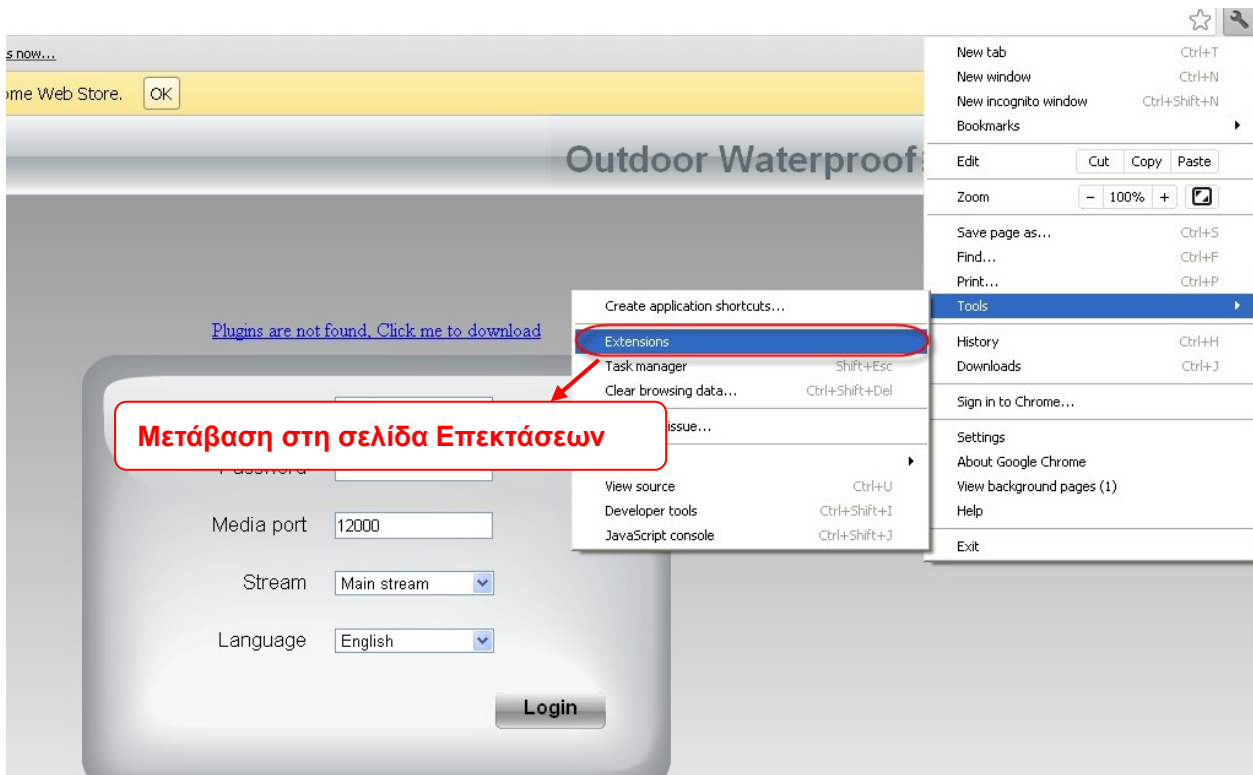 s now...
ome Web Store. OK
Outdoor Waterproof
New tab Ctrl+T
New window Ctrl+N
New incognito window Ctrl+Shift+N
Bookmarks
Edit Cut Copy Paste
Zoom - 100% +
Save page as... Ctrl+S
Find... Ctrl+F
Print... Ctrl+P
Tools
History Ctrl+H
Downloads Ctrl+J
Sign in to Chrome...
Settings
About Google Chrome
View background pages (1)
Help
Exit
Create application shortcuts...
Extensions
Task manager Shift+Esc
Clear browsing data... Ctrl+Shift+Del
issue...
View source Ctrl+U
Developer tools Ctrl+Shift+I
JavaScript console Ctrl+Shift+J
Plugins are not found, Click me to download
Μετάβαση στη σελίδα Επεκτάσεων
Password
Media port 12000
Stream Main stream
Language English
Login